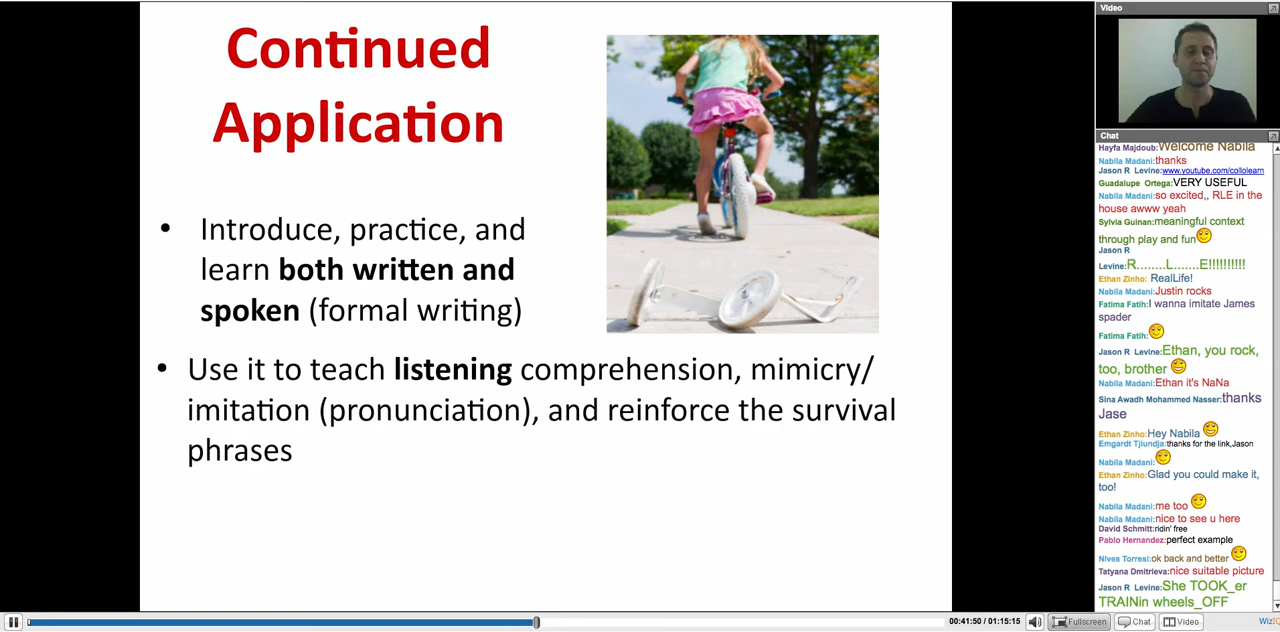 Continued
Application
• Introduce, practice, and
learn both written and
spoken (formal writing)
• Use it to teach listening comprehension, mimicry/
imitation (pronunciation), and reinforce the survival
phrases
Video
Chat
Hayfa Majdoub:Welcome Nabila
Nabila Madani:thanks
Jason R Levine:www.youtube.com/collolearn
Guadalupe Ortega:VERY USEFUL
Nabila Madani:so excited,, RLE in the
house awww yeah
Sylvia Guinan:meaningful context
through play and fun
Jason R
Levine:R........L.......E!!!!!!!!!!
Ethan Zinho: RealLife!
Nabila Madani:Justin rocks
Fatima Fatih:I wanna imitate James
spader
Fatima Fatih:
Jason R Levine:Ethan, you rock,
too, brother
Nabila Madani:Ethan it's NaNa
Sina Awadh Mohammed Nasser:thanks
Jase
Ethan Zinho:Hey Nabila
Emgardt Tjiundja:thanks for the link,Jason
Nabila Madani:
Ethan Zinho:Glad you could make it,
too!
Nabila Madani:me too
Nabila Madani:nice to see u here
David Schmitt:ridin' free
Pablo Hernandez:perfect example
Nives Torresi:ok back and better
Tatyana Dmitrieva:nice suitable picture
Jason R Levine:She TOOK_er
TRAINin wheels_OFF
00:41:50 / 01:15:15
Fullscreen
Chat
Video
WiziQ